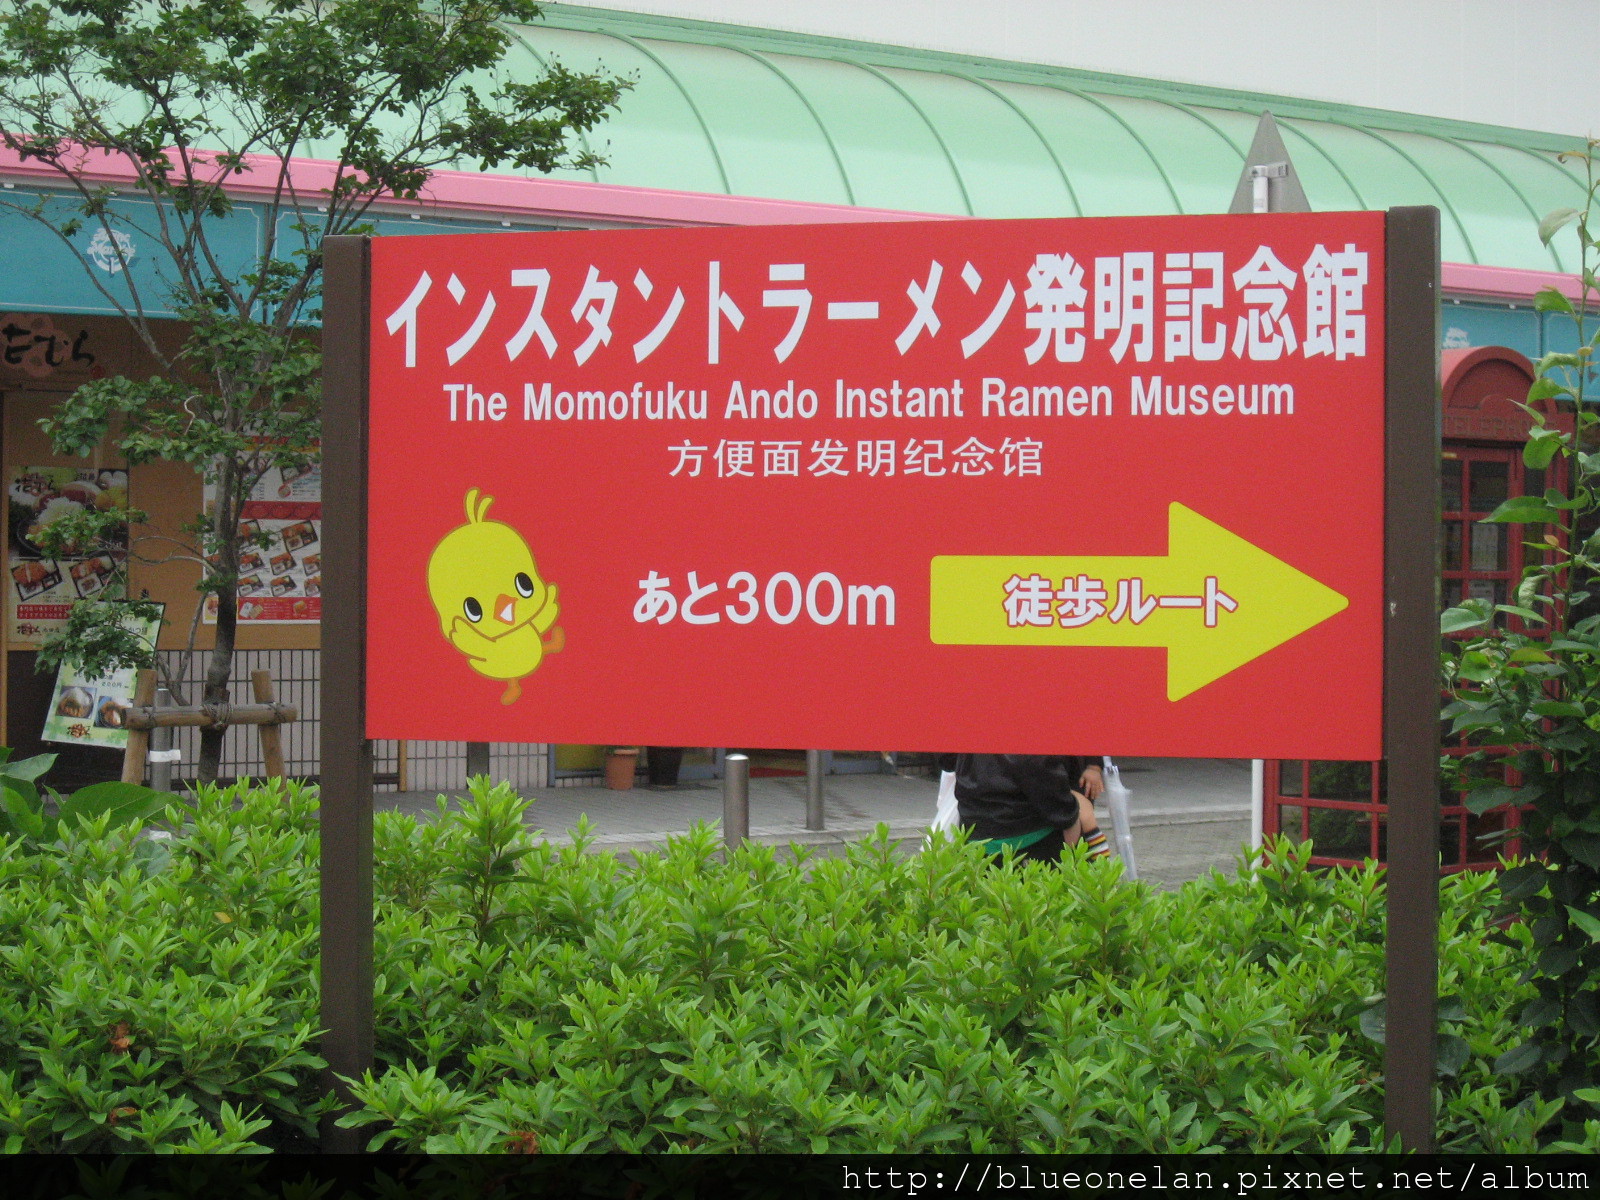 インスタントラーメン発明記念館
The Momofuku Ando Instant Ramen Museum
方便面发明纪念馆
あと300m
徒歩ルート
TELEPHO
http://blueonelan.pixnet.net/album